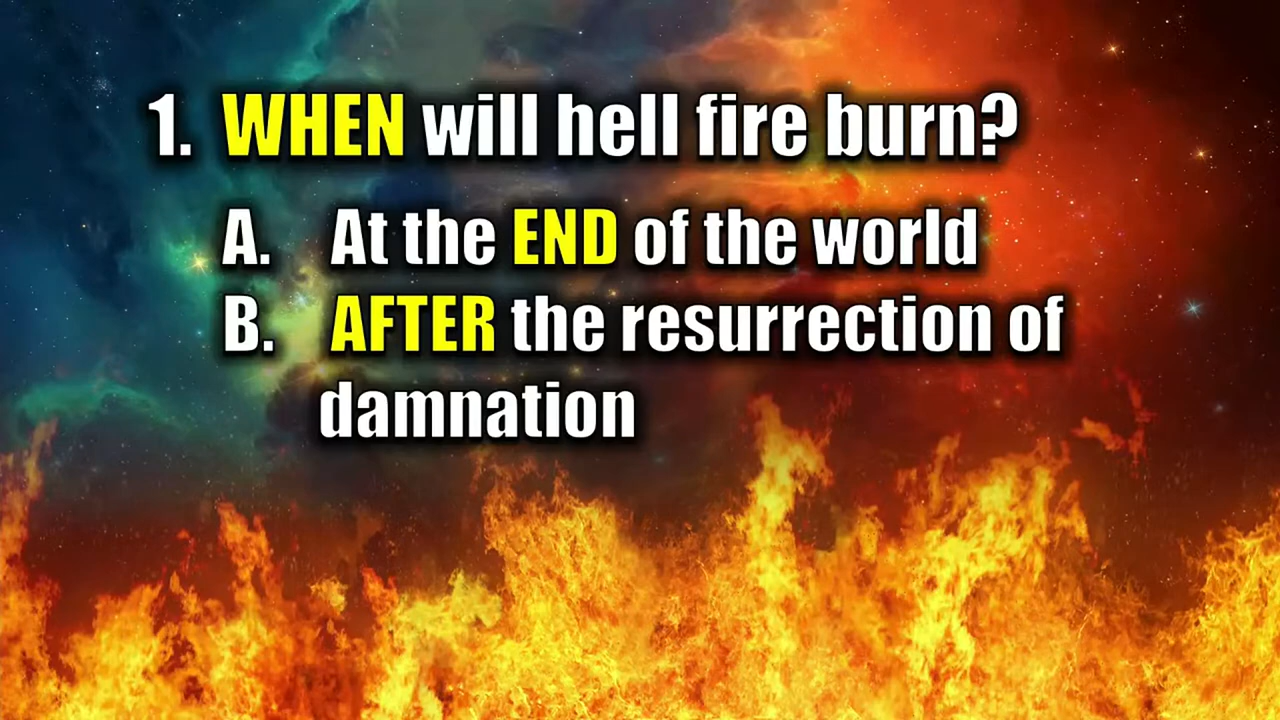 1. WHEN will hell fire burn?
A. At the END of the world
B. AFTER the resurrection of
damnation